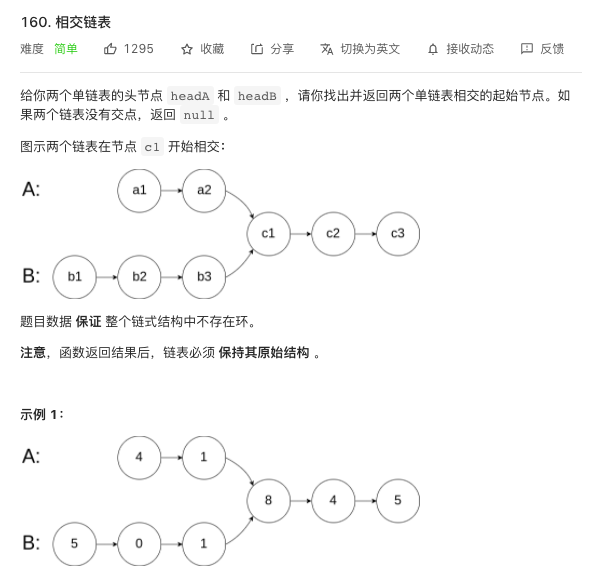 160. 相交链表
难度 简单 1295 收藏 分享 切换为英文 接收动态 反馈
给你两个单链表的头节点 headA 和 headB ，请你找出并返回两个单链表相交的起始节点。如
果两个链表没有交点，返回 null 。
图示两个链表在节点 c1 开始相交：
A: a1 a2
c1 c2 c3
B: b1 b2 b3
题目数据 保证 整个链式结构中不存在环。
注意，函数返回结果后，链表必须 保持其原始结构 。
示例 1：
A: 4 1
8 4 5
B: 5 0 1